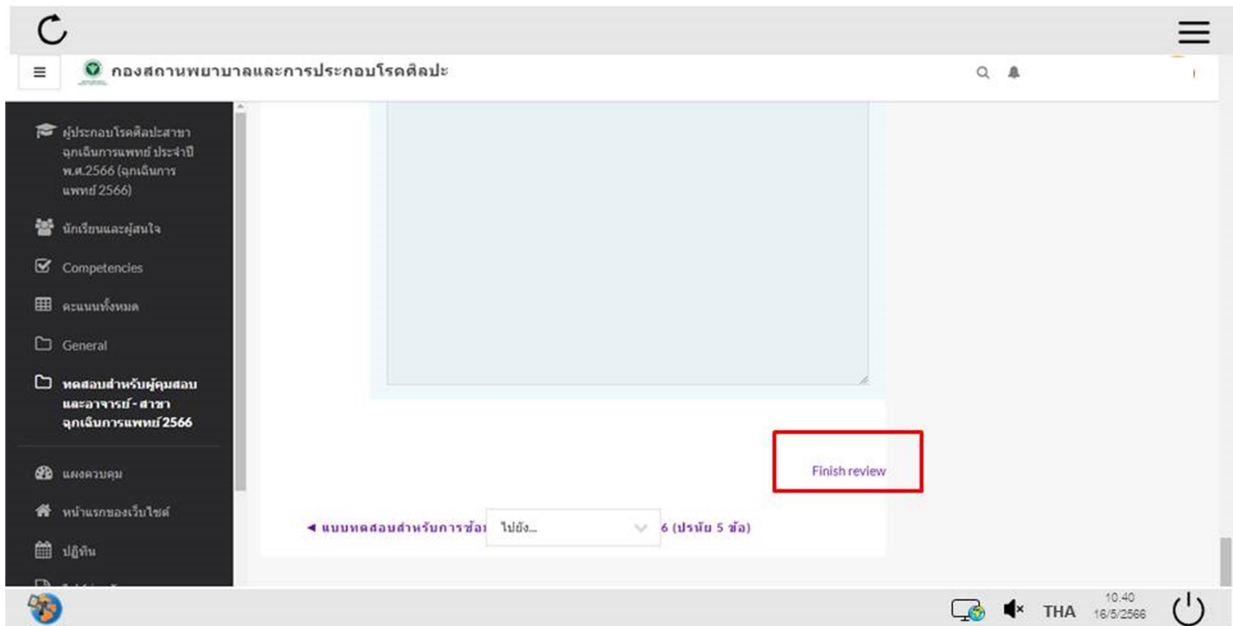 กองสถานพยาบาลและการประกอบโรคศิลปะ
ผู้ประกอบโรคศิลปะสาขา
ฉุกเฉินการแพทย์ ประจำปี
พ.ศ.2566 (ฉุกเฉินการ
แพทย์ 2566)
นักเรียนและผู้สนใจ
Competencies
คะแนนทั้งหมด
General
ทดสอบสำหรับผู้คุมสอบ
และอาจารย์ - สาขา
ฉุกเฉินการแพทย์ 2566
แผงควบคุม
หน้าแรกของเว็บไซต์
ปฏิทิน
Finish review
◄ แบบทดสอบสำหรับการซ้อ
ไปยัง...
6 (ปรนัย 5 ข้อ)
THA
10.40
16/5/2566